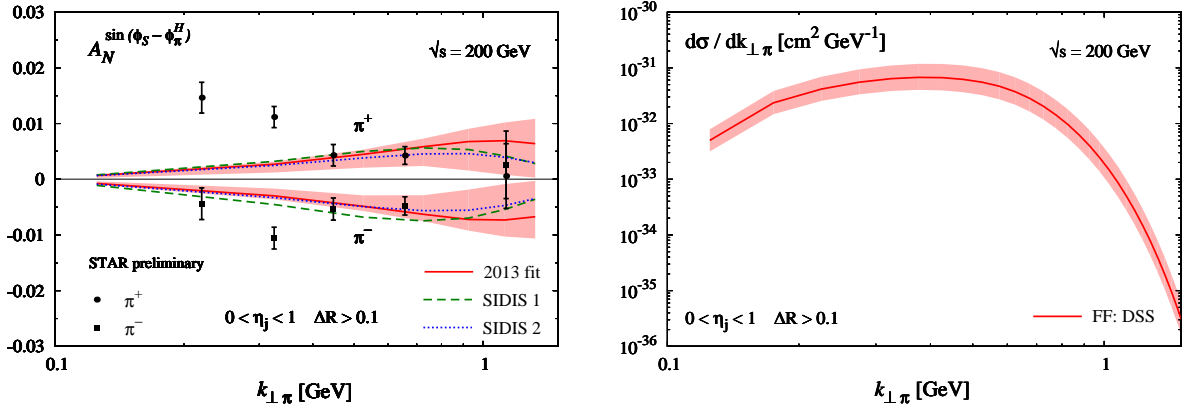 0.03
0.02
0.01
0
-0.01
-0.02
-0.03
A_N^{sin (ϕ_S − ϕ_π^H)}
√s = 200 GeV
π⁺
π⁻
STAR preliminary
π⁺
π⁻
0 < η_j < 1 ΔR > 0.1
2013 fit
SIDIS 1
SIDIS 2
0.1
1
k_{⊥π} [GeV]
10⁻³⁰
10⁻³¹
10⁻³²
10⁻³³
10⁻³⁴
10⁻³⁵
10⁻³⁶
dσ / dk_{⊥π} [cm² GeV⁻¹]
√s = 200 GeV
0 < η_j < 1 ΔR > 0.1
FF: DSS
0.1
1
k_{⊥π} [GeV]